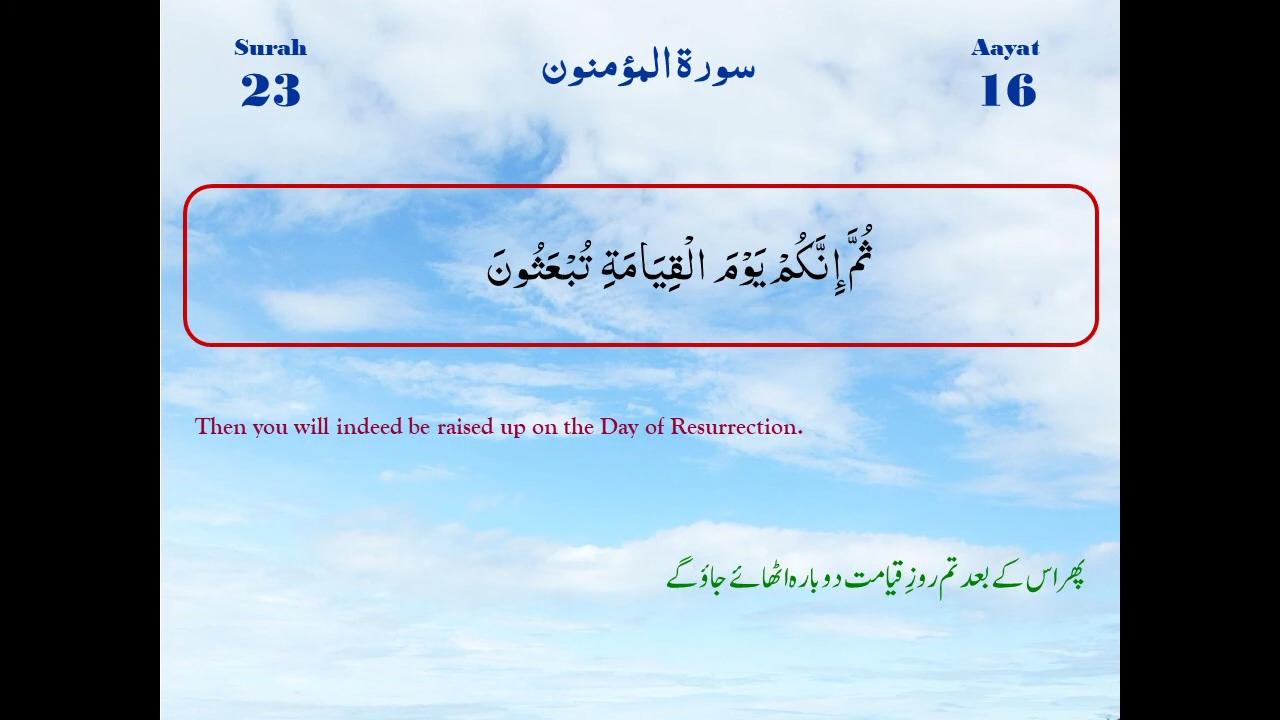 Surah
23
سورة المؤمنون
Aayat
16
ثُمَّ إِنَّكُمْ يَوْمَ الْقِيَامَةِ تُبْعَثُونَ
Then you will indeed be raised up on the Day of Resurrection.
پھر اس کے بعد تم روزِ قیامت دوبارہ اٹھائے جاؤ گے